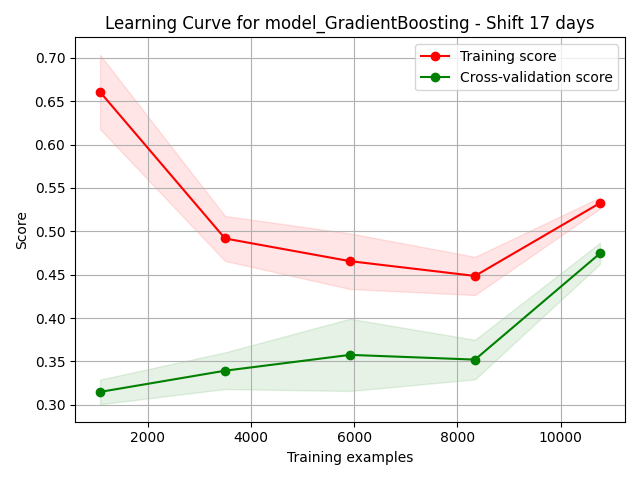 Learning Curve for model_GradientBoosting - Shift 17 days
Training score
Cross-validation score
0.70
0.65
0.60
0.55
0.50
0.45
0.40
0.35
0.30
Score
2000 4000 6000 8000 10000
Training examples